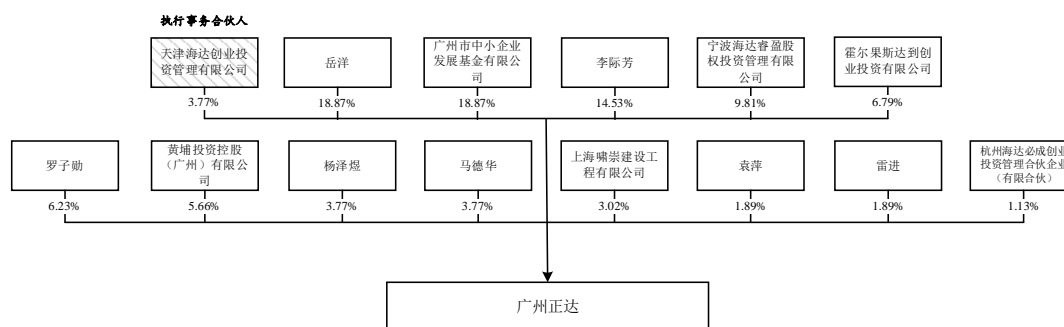 执行事务合伙人
天津海达创业投
资管理有限公司
岳洋
广州市中小企业
发展基金有限公
司
李际芳
宁波海达睿盈股
权投资管理有限
公司
霍尔果斯达到创
业投资有限公司
3.77%
18.87%
18.87%
14.53%
9.81%
6.79%
罗子勋
黄埔投资控股
（广州）有限公
司
杨泽煜
马德华
上海啸崇建设工
程有限公司
袁萍
雷进
杭州海达必成创业
投资管理合伙企业
（有限合伙）
6.23%
5.66%
3.77%
3.77%
3.02%
1.89%
1.89%
1.13%
广州正达